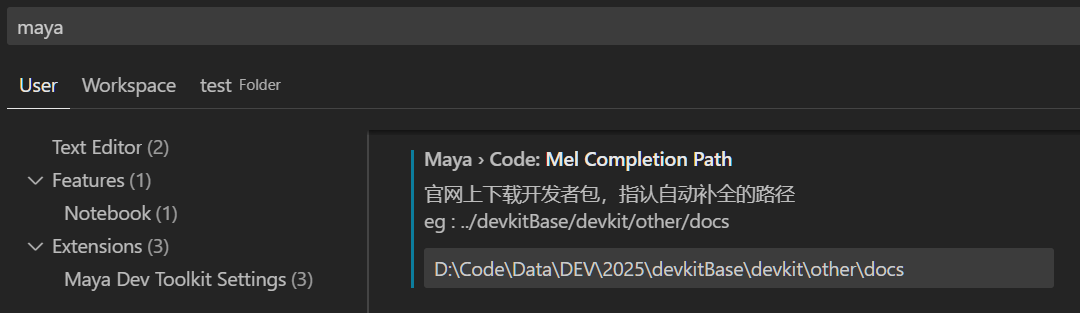 maya
User Workspace test Folder
Text Editor (2)
Features (1)
Notebook (1)
Extensions (3)
Maya Dev Toolkit Settings (3)
Maya › Code: Mel Completion Path
官网上下载开发者包，指认自动补全的路径
eg : ../devkitBase/devkit/other/docs
D:\Code\Data\DEV\2025\devkitBase\devkit\other\docs